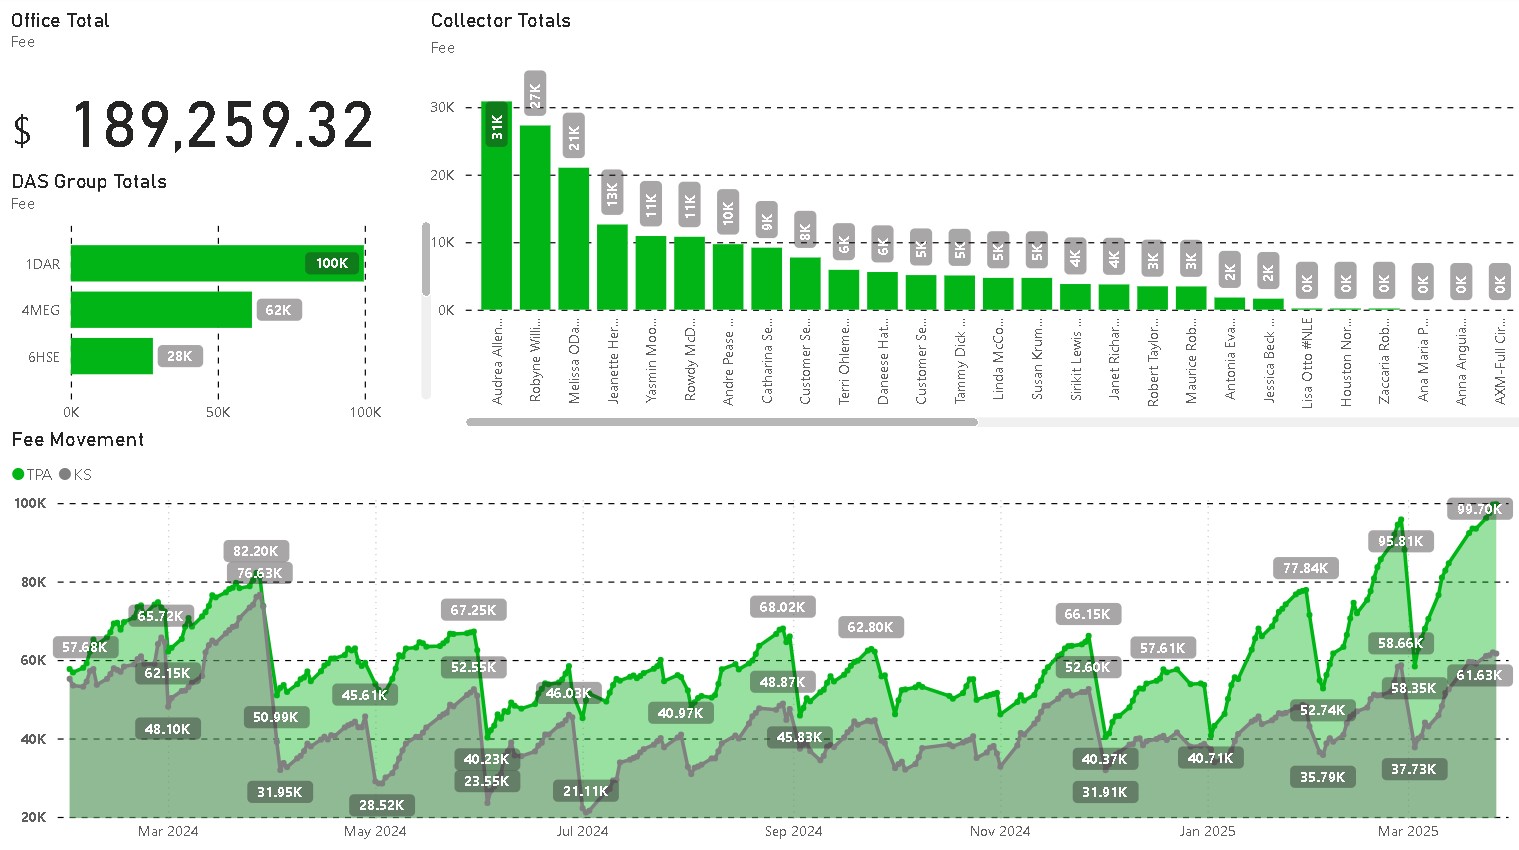 Office Total
Fee
$ 189,259.32
DAS Group Totals
Fee
1DAR
100K
4MEG
62K
6HSE
28K
0K
50K
100K
Collector Totals
Fee
30K
20K
10K
0K
31K
27K
21K
13K
11K
11K
10K
9K
8K
6K
6K
5K
5K
5K
5K
4K
4K
3K
3K
2K
2K
0K
0K
0K
0K
0K
0K
Audrea Allen...
Robyne Willi...
Melissa ODa...
Jeanette Her...
Yasmin Moo...
Rowdy McD...
Andre Pease ...
Catharina Se...
Customer Se...
Terri Ohleme...
Daneese Hat...
Customer Se...
Tammy Dick ...
Linda McCo...
Susan Krum...
Sirikit Lewis ...
Janet Richar...
Robert Taylor...
Maurice Rob...
Antonia Eva...
Jessica Beck ...
Lisa Otto #NLE
Houston Nor...
Zaccaria Rob...
Ana Maria P...
Anna Anguia...
AXM-Full Cir...
Fee Movement
TPA KS
100K
80K
60K
40K
20K
57.68K
65.72K
62.15K
48.10K
82.20K
76.63K
50.99K
31.95K
45.61K
28.52K
67.25K
52.55K
40.23K
23.55K
46.03K
21.11K
40.97K
68.02K
48.87K
45.83K
62.80K
66.15K
52.60K
40.37K
31.91K
57.61K
40.71K
77.84K
52.74K
35.79K
95.81K
58.66K
58.35K
37.73K
99.70K
61.63K
Mar 2024
May 2024
Jul 2024
Sep 2024
Nov 2024
Jan 2025
Mar 2025